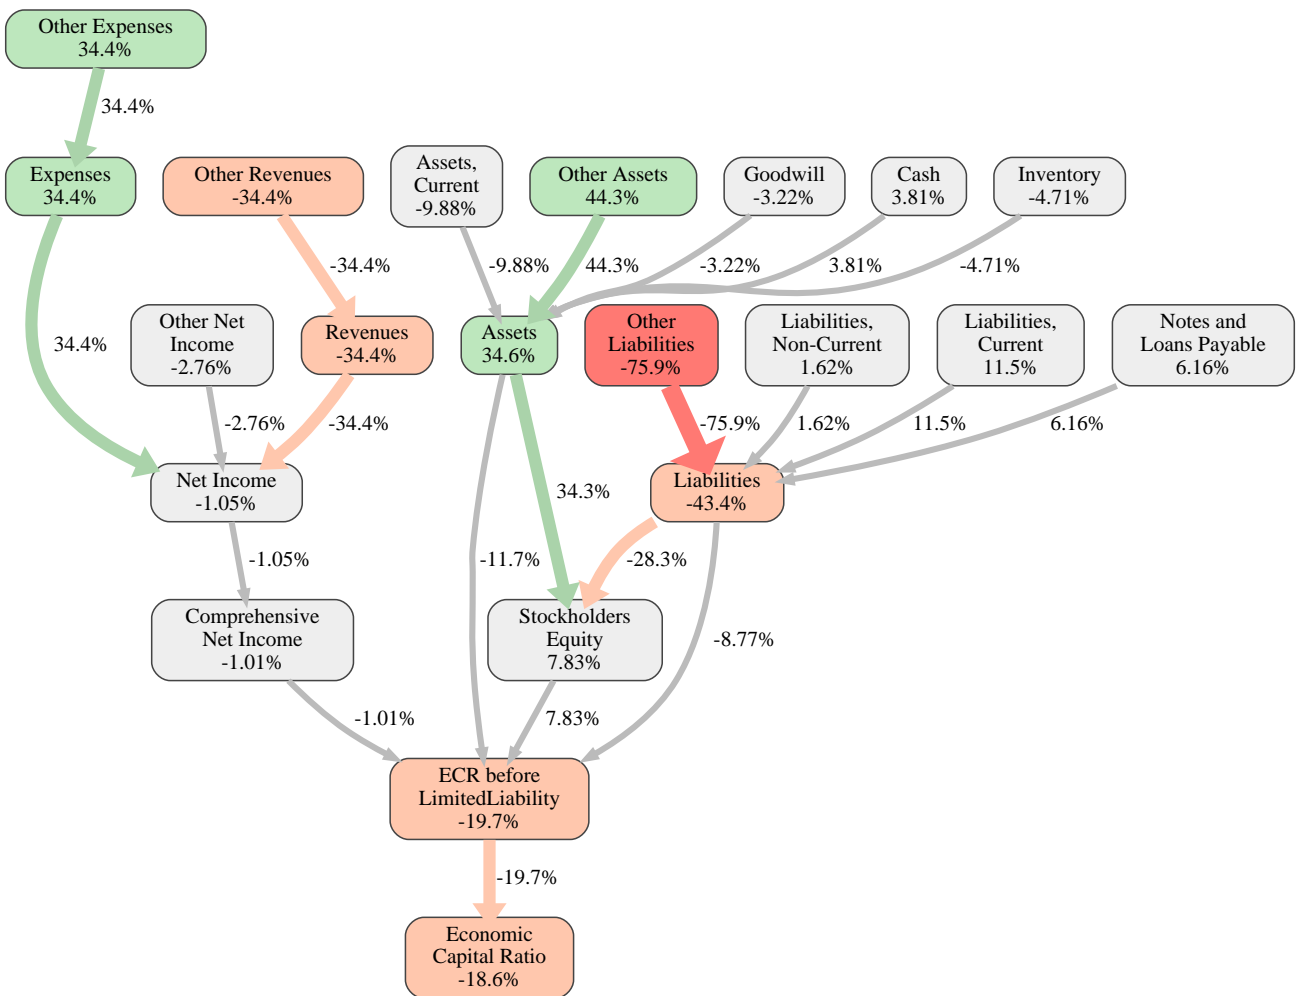 Other Expenses
34.4%
34.4%
Expenses
34.4%
Other Revenues
-34.4%
Assets,
Current
-9.88%
Other Assets
44.3%
Goodwill
-3.22%
Cash
3.81%
Inventory
-4.71%
-34.4%
-9.88%
44.3%
-3.22%
3.81%
-4.71%
34.4%
Other Net
Income
-2.76%
Revenues
-34.4%
Assets
34.6%
Other
Liabilities
-75.9%
Liabilities,
Non-Current
1.62%
Liabilities,
Current
11.5%
Notes and
Loans Payable
6.16%
-2.76%
-34.4%
-75.9%
1.62%
11.5%
6.16%
Net Income
-1.05%
34.3%
Liabilities
-43.4%
-1.05%
-11.7%
-28.3%
Comprehensive
Net Income
-1.01%
Stockholders
Equity
7.83%
-8.77%
-1.01%
7.83%
ECR before
LimitedLiability
-19.7%
-19.7%
Economic
Capital Ratio
-18.6%